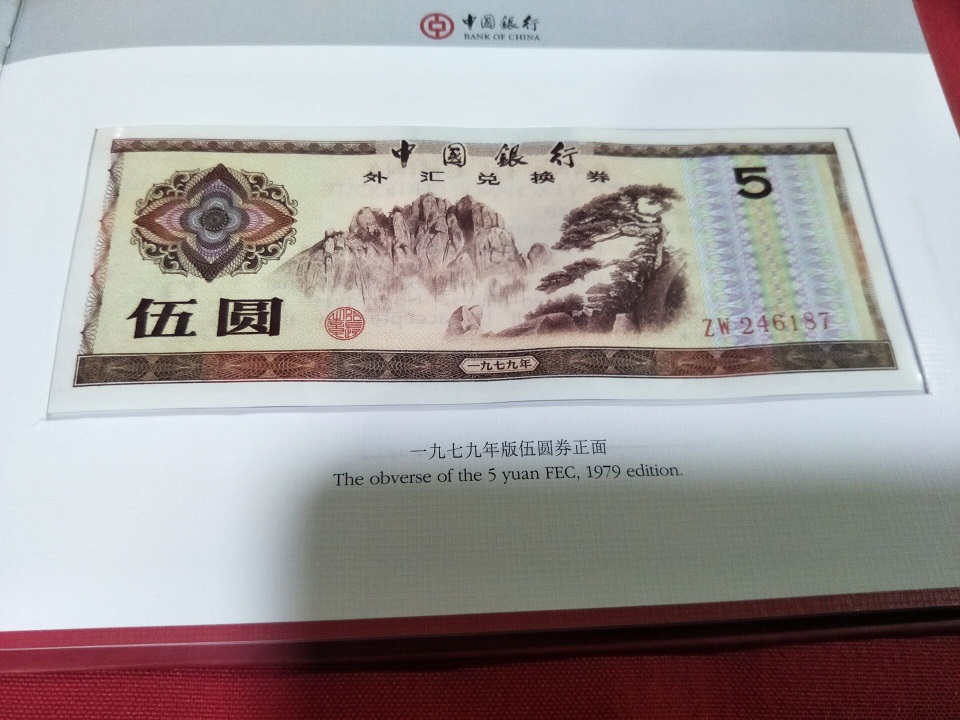 中国銀行
BANK OF CHINA
中國銀行
外汇兑换券
5
伍圆
ZW 246187
一九七九年
一九七九年版伍圆券正面
The obverse of the 5 yuan FEC, 1979 edition.